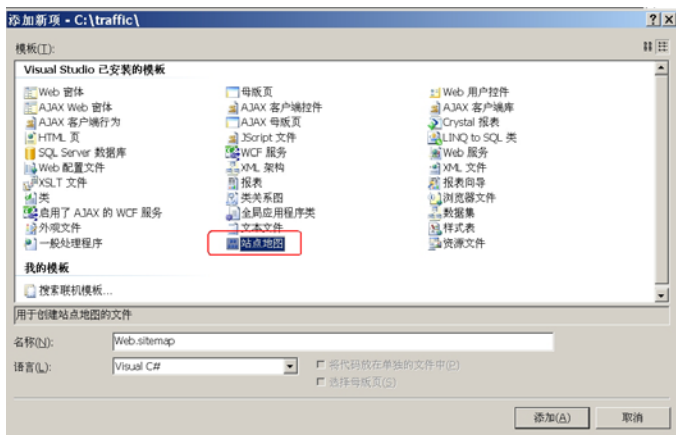 添加新项 - C:\traffic\
模板(T):
Visual Studio 已安装的模板
Web 窗体
母版页
Web 用户控件
AJAX Web 窗体
AJAX 客户端控件
AJAX 客户端库
AJAX 客户端行为
AJAX 母版页
Crystal 报表
HTML 页
JScript 文件
LINQ to SQL 类
SQL Server 数据库
WCF 服务
Web 服务
Web 配置文件
XML 架构
XML 文件
XSLT 文件
报表
报表向导
类
类关系图
浏览器文件
启用了 AJAX 的 WCF 服务
全局应用程序类
数据集
外观文件
文本文件
样式表
一般处理程序
站点地图
资源文件
我的模板
搜索联机模板...
用于创建站点地图的文件
名称(N):
Web.sitemap
语言(L):
Visual C#
将代码放在单独的文件中(P)
选择母版页(S)
添加(A)
取消